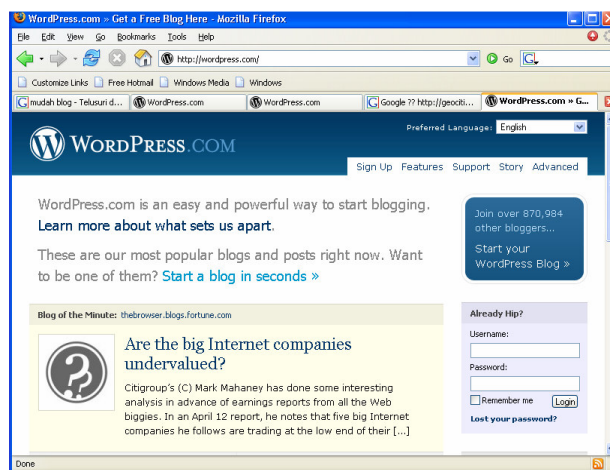 WordPress.com » Get a Free Blog Here - Mozilla Firefox
File Edit View Go Bookmarks Tools Help
http://wordpress.com/
Go
Customize Links Free Hotmail Windows Media Windows
mudah blog - Telusuri d... WordPress.com WordPress.com Google ?? http://geociti... WordPress.com » G...
Preferred Language: English
WORDPRESS.COM
Sign Up Features Support Story Advanced
WordPress.com is an easy and powerful way to start blogging.
Learn more about what sets us apart.
These are our most popular blogs and posts right now. Want
to be one of them? Start a blog in seconds »
Join over 870,984
other bloggers...
Start your
WordPress Blog »
Blog of the Minute: thebrowser.blogs.fortune.com
Are the big Internet companies
undervalued?
Citigroup's (C) Mark Mahaney has done some interesting
analysis in advance of earnings reports from all the Web
biggies. In an April 12 report, he notes that five big Internet
companies he follows are trading at the low end of their [...]
Already Hip?
Username:
Password:
Remember me Login
Lost your password?
Done